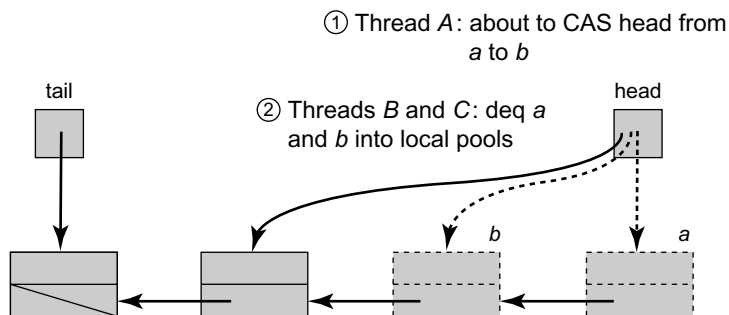 ① Thread A: about to CAS head from
a to b
tail
head
② Threads B and C: deq a
and b into local pools
b
a